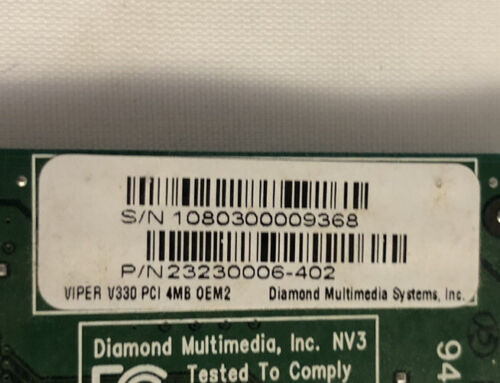 S/N 1080300009368
P/N 23230006-402
VIPER V330 PCI 4MB OEM2 Diamond Multimedia Systems, Inc.
Diamond Multimedia, Inc. NV3
FC Tested To Comply
94